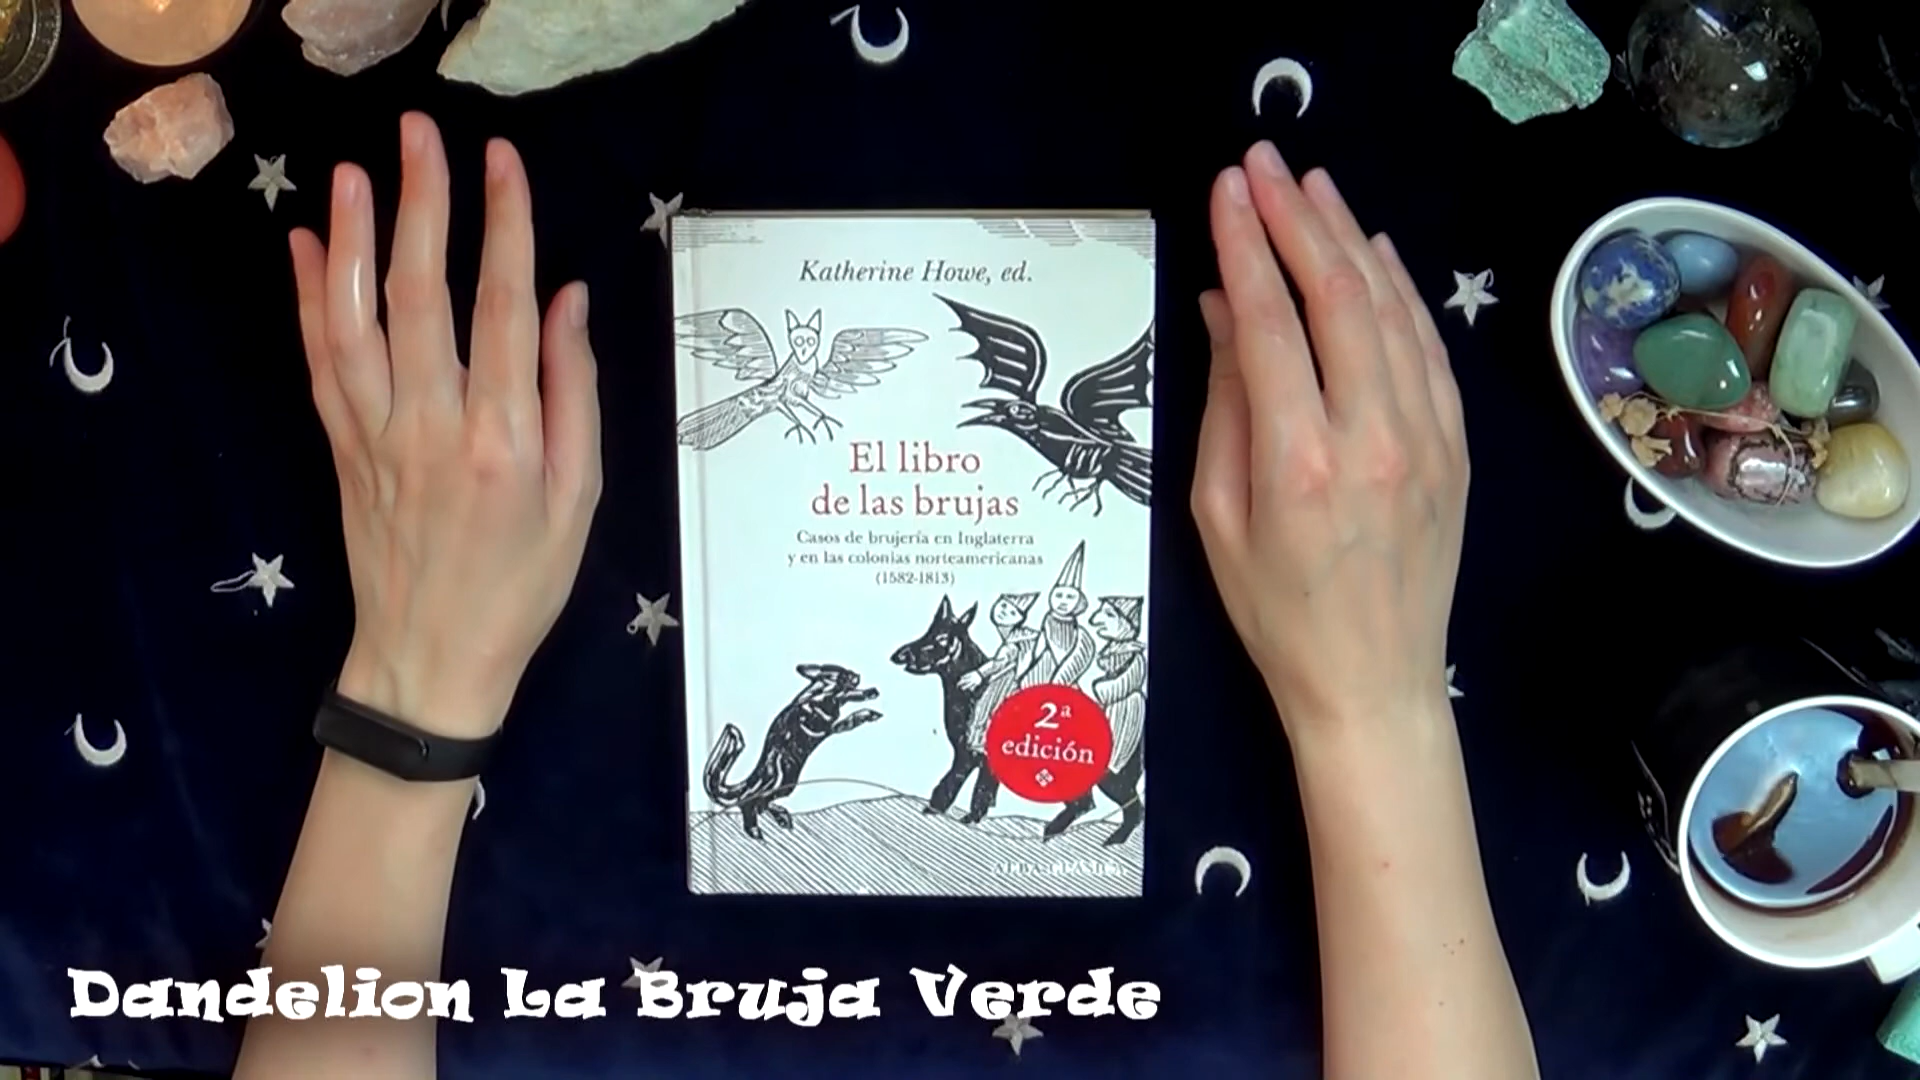 Katherine Howe, ed.
El libro
de las brujas
Casos de brujería en Inglaterra
y en las colonias norteamericanas
(1582-1813)
2ª
edición
Dandelion La Bruja Verde